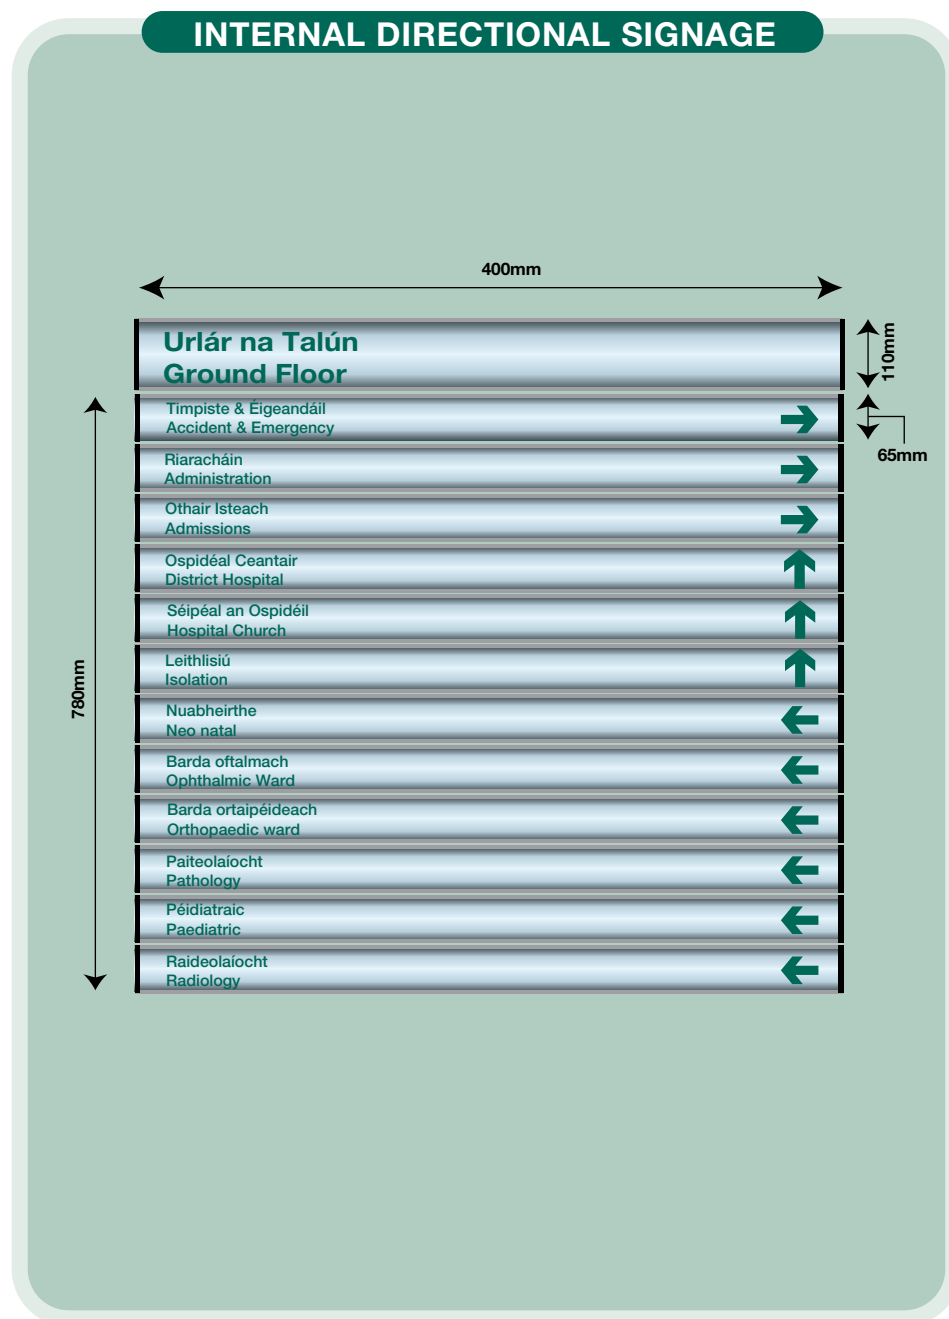 INTERNAL DIRECTIONAL SIGNAGE
400mm
Urlár na Talún
Ground Floor
110mm
Timpiste & Éigeandáil
Accident & Emergency
65mm
Riaracháin
Administration
Othair Isteach
Admissions
Ospidéal Ceantair
District Hospital
Séipéal an Ospidéil
Hospital Church
Leithlisiú
Isolation
780mm
Nuabheirthe
Neo natal
Barda oftalmach
Ophthalmic Ward
Barda ortaipéideach
Orthopaedic ward
Paiteolaíocht
Pathology
Péidiatraic
Paediatric
Raideolaíocht
Radiology